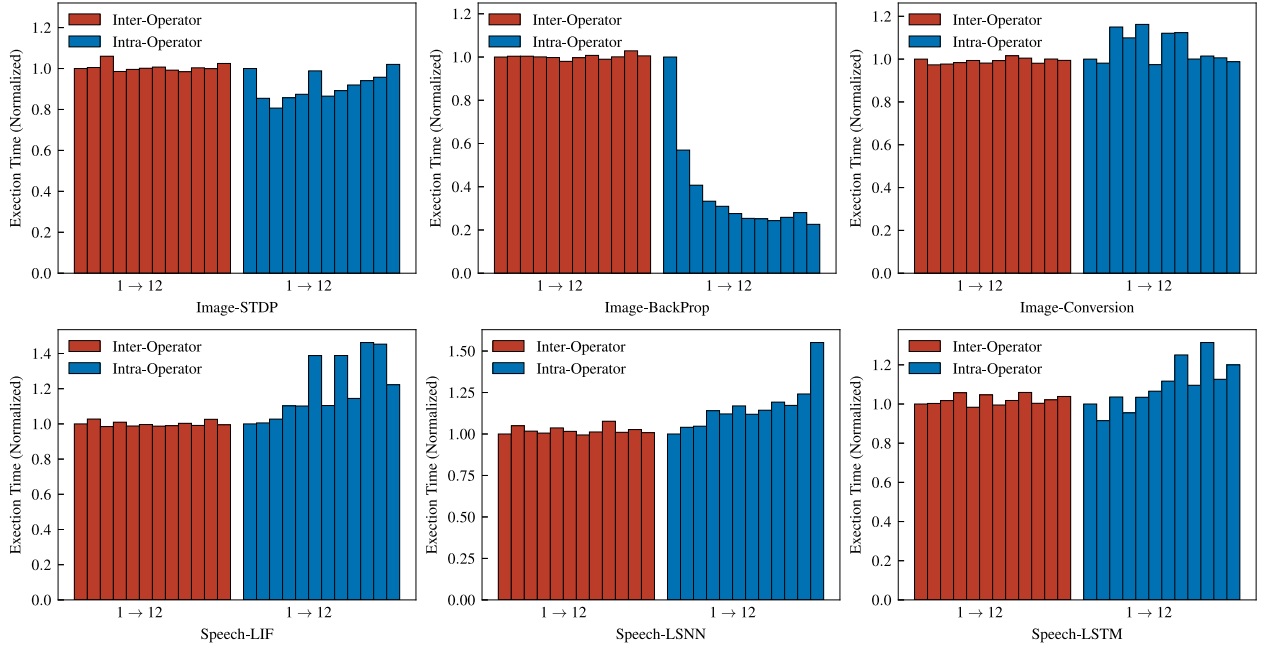 Exection Time (Normalized)
1.2
1.0
0.8
0.6
0.4
0.2
0.0
Inter-Operator
Intra-Operator
1 → 12
1 → 12
Image-STDP
Exection Time (Normalized)
1.2
1.0
0.8
0.6
0.4
0.2
0.0
Inter-Operator
Intra-Operator
1 → 12
1 → 12
Image-BackProp
Exection Time (Normalized)
1.2
1.0
0.8
0.6
0.4
0.2
0.0
Inter-Operator
Intra-Operator
1 → 12
1 → 12
Image-Conversion
Exection Time (Normalized)
1.4
1.2
1.0
0.8
0.6
0.4
0.2
0.0
Inter-Operator
Intra-Operator
1 → 12
1 → 12
Speech-LIF
Exection Time (Normalized)
1.50
1.25
1.00
0.75
0.50
0.25
0.00
Inter-Operator
Intra-Operator
1 → 12
1 → 12
Speech-LSNN
Exection Time (Normalized)
1.2
1.0
0.8
0.6
0.4
0.2
0.0
Inter-Operator
Intra-Operator
1 → 12
1 → 12
Speech-LSTM